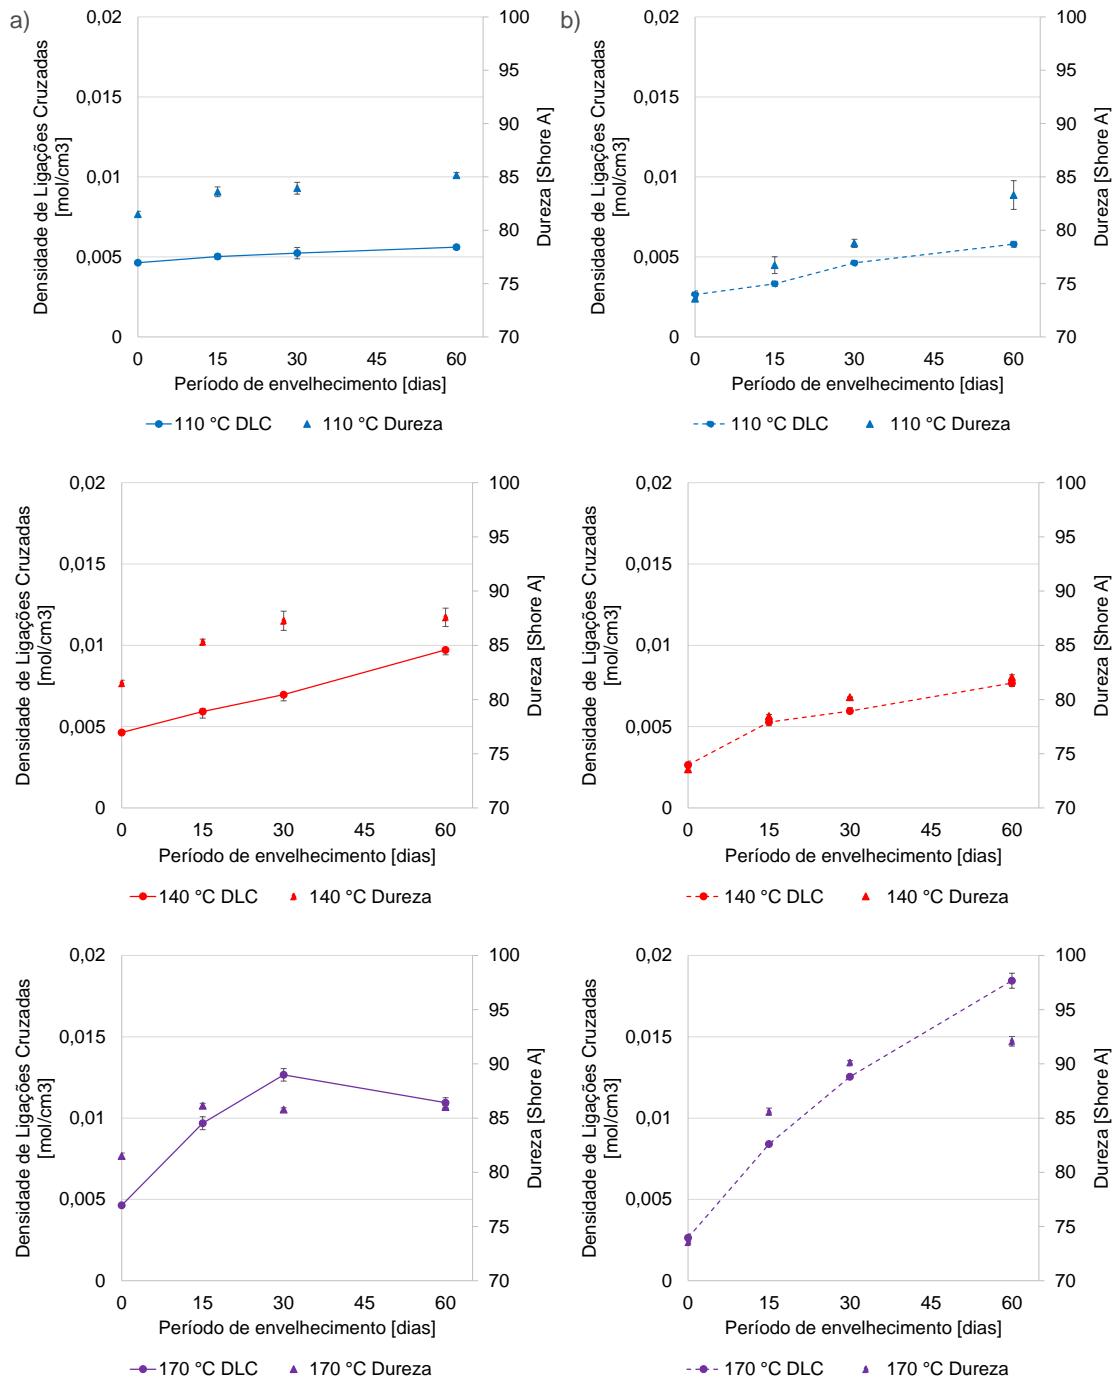 a)
Densidade de Ligações Cruzadas
[mol/cm3]
0,02
0,015
0,01
0,005
0
100
95
90
85
80
75
70
Dureza [Shore A]
0 15 30 45 60
Período de envelhecimento [dias]
110 °C DLC 110 °C Dureza
b)
Densidade de Ligações Cruzadas
[mol/cm3]
0,02
0,015
0,01
0,005
0
100
95
90
85
80
75
70
Dureza [Shore A]
0 15 30 45 60
Período de envelhecimento [dias]
110 °C DLC 110 °C Dureza
Densidade de Ligações Cruzadas
[mol/cm3]
0,02
0,015
0,01
0,005
0
100
95
90
85
80
75
70
Dureza [Shore A]
0 15 30 45 60
Período de envelhecimento [dias]
140 °C DLC 140 °C Dureza
Densidade de Ligações Cruzadas
[mol/cm3]
0,02
0,015
0,01
0,005
0
100
95
90
85
80
75
70
Dureza [Shore A]
0 15 30 45 60
Período de envelhecimento [dias]
140 °C DLC 140 °C Dureza
Densidade de Ligações Cruzadas
[mol/cm3]
0,02
0,015
0,01
0,005
0
100
95
90
85
80
75
70
Dureza [Shore A]
0 15 30 45 60
Período de envelhecimento [dias]
170 °C DLC 170 °C Dureza
Densidade de Ligações Cruzadas
[mol/cm3]
0,02
0,015
0,01
0,005
0
100
95
90
85
80
75
70
Dureza [Shore A]
0 15 30 45 60
Período de envelhecimento [dias]
170 °C DLC 170 °C Dureza